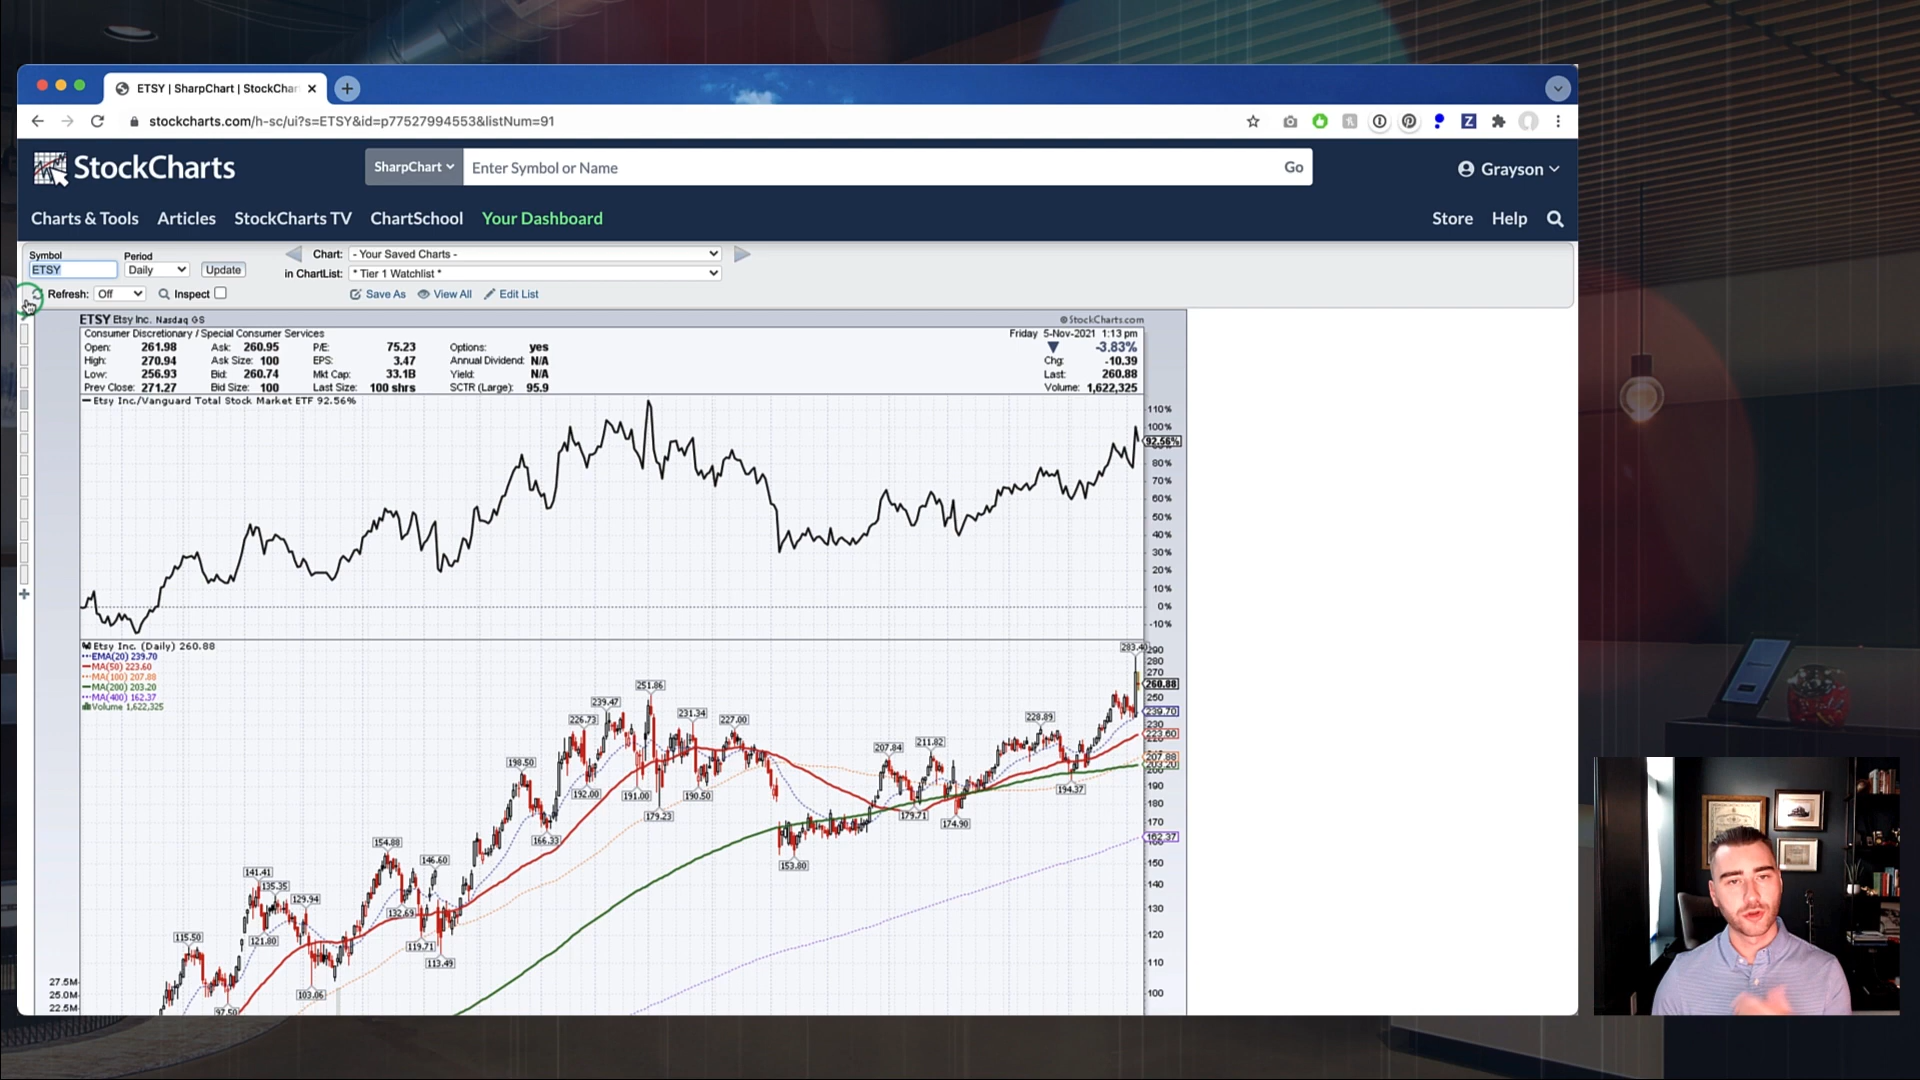 ETSY | SharpChart | StockChar
stockcharts.com/h-sc/ui?s=ETSY&id=p77527994553&listNum=91
StockCharts
SharpChart
Enter Symbol or Name
Go
Grayson
Charts & Tools Articles StockCharts TV ChartSchool Your Dashboard
Store Help
Symbol Period
ETSY Daily Update
Chart: - Your Saved Charts -
in ChartList: * Tier 1 Watchlist *
Refresh: Off Inspect
Save As View All Edit List
ETSY Etsy Inc. Nasdaq GS
© StockCharts.com
Consumer Discretionary / Special Consumer Services
Friday 5-Nov-2021 1:13 pm
Open: 261.98 Ask: 260.95 P/E: 75.23 Options: yes
-3.83%
High: 270.94 Ask Size: 100 EPS: 3.47 Annual Dividend: N/A
Chg: -10.39
Low: 256.93 Bid: 260.74 Mkt Cap: 33.1B Yield: N/A
Last: 260.88
Prev Close: 271.27 Bid Size: 100 Last Size: 100 shrs SCTR (Large): 95.9
Volume: 1,622,325
Etsy Inc./Vanguard Total Stock Market ETF 92.56%
110%
100%
92.56%
80%
70%
60%
50%
40%
30%
20%
10%
0%
-10%
Etsy Inc. (Daily) 260.88
EMA(20) 239.70
MA(50) 223.60
MA(100) 207.88
MA(200) 203.20
MA(400) 162.37
Volume 1,622,325
283.40
290
280
270
260.88
250
239.70
230
223.60
207.88
203.20
200
190
180
170
162.37
150
140
130
120
110
100
251.86
239.47
226.73
231.34
227.00
228.89
207.84
211.82
198.50
192.00
191.00
190.50
194.37
179.23
179.71
174.90
166.33
153.80
154.88
146.60
141.41
135.35
129.94
132.69
115.50
121.80
119.71
113.49
103.06
97.50
27.5M
25.0M
22.5M